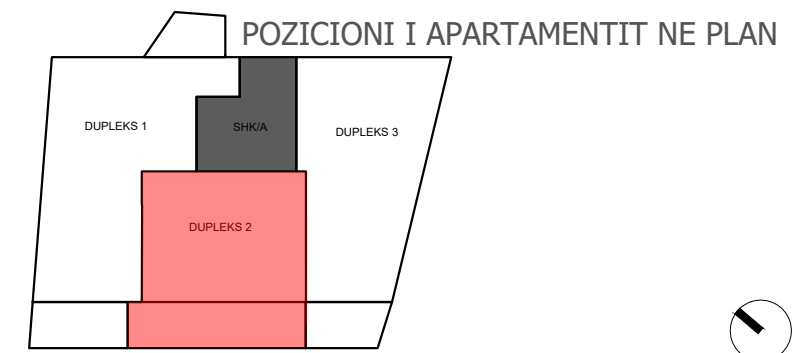 POZICIONI I APARTAMENTIT NE PLAN
DUPLEKS 1
SHK/A
DUPLEKS 3
DUPLEKS 2